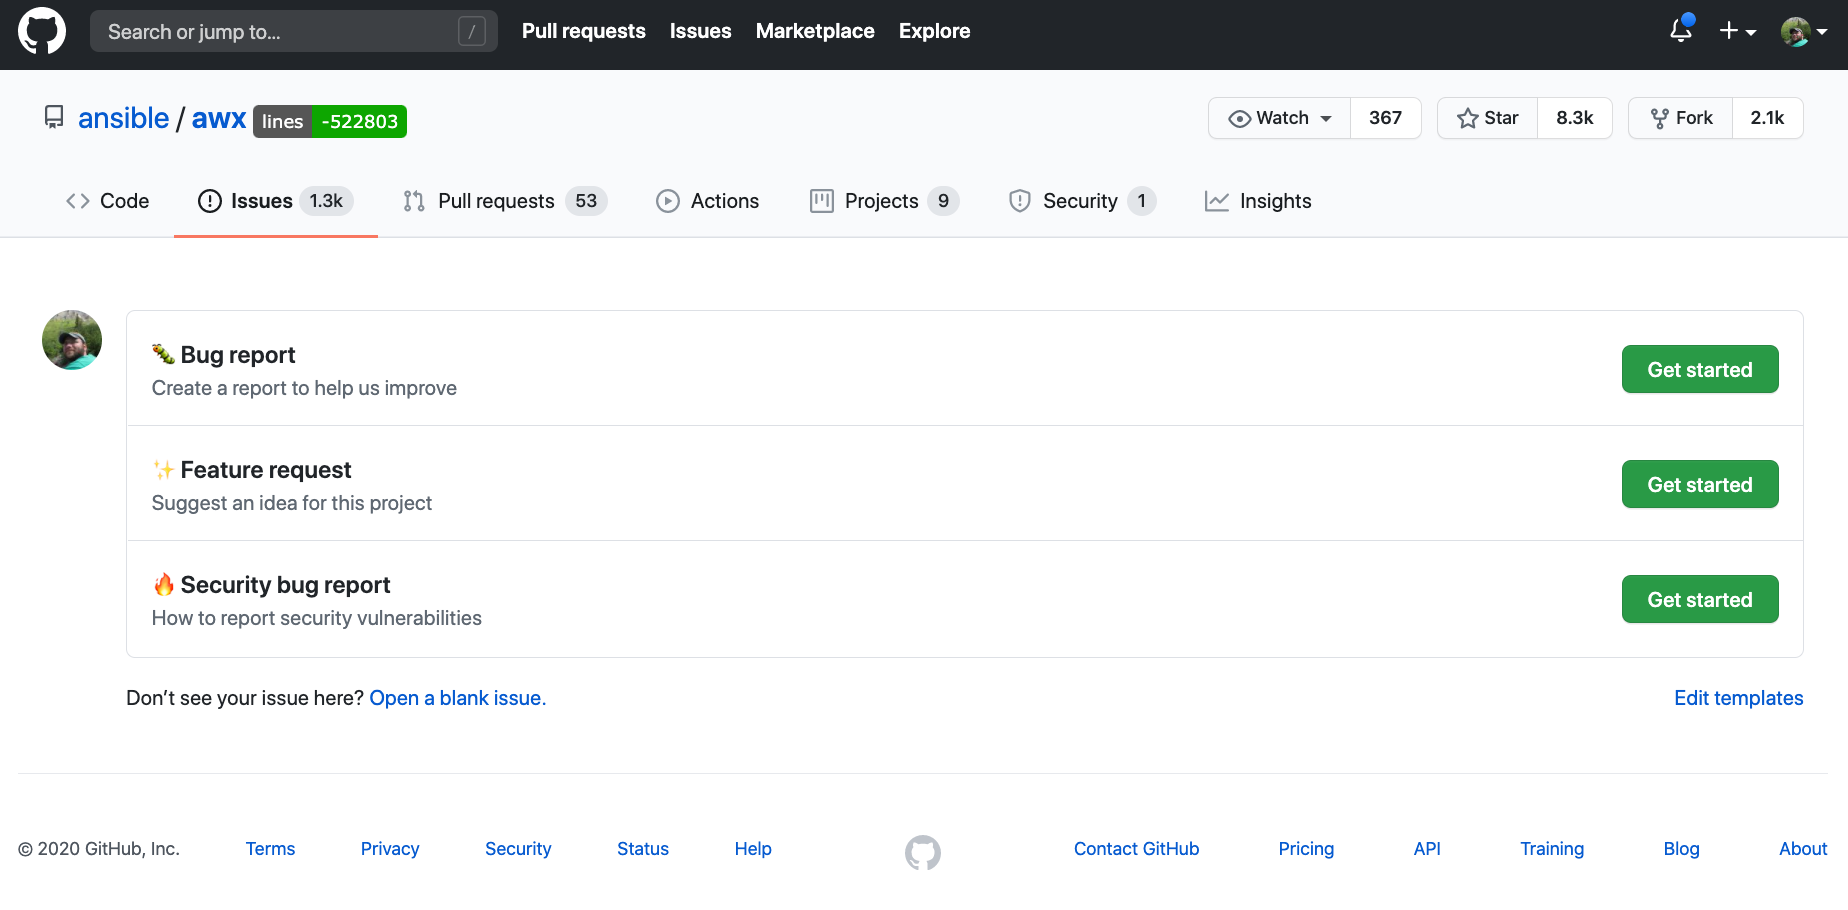 Search or jump to... / Pull requests Issues Marketplace Explore
ansible / awx lines -522803 Watch 367 Star 8.3k Fork 2.1k
Code Issues 1.3k Pull requests 53 Actions Projects 9 Security 1 Insights
🐛 Bug report
Create a report to help us improve
Get started
✨ Feature request
Suggest an idea for this project
Get started
🔥 Security bug report
How to report security vulnerabilities
Get started
Don’t see your issue here? Open a blank issue. Edit templates
© 2020 GitHub, Inc. Terms Privacy Security Status Help Contact GitHub Pricing API Training Blog About